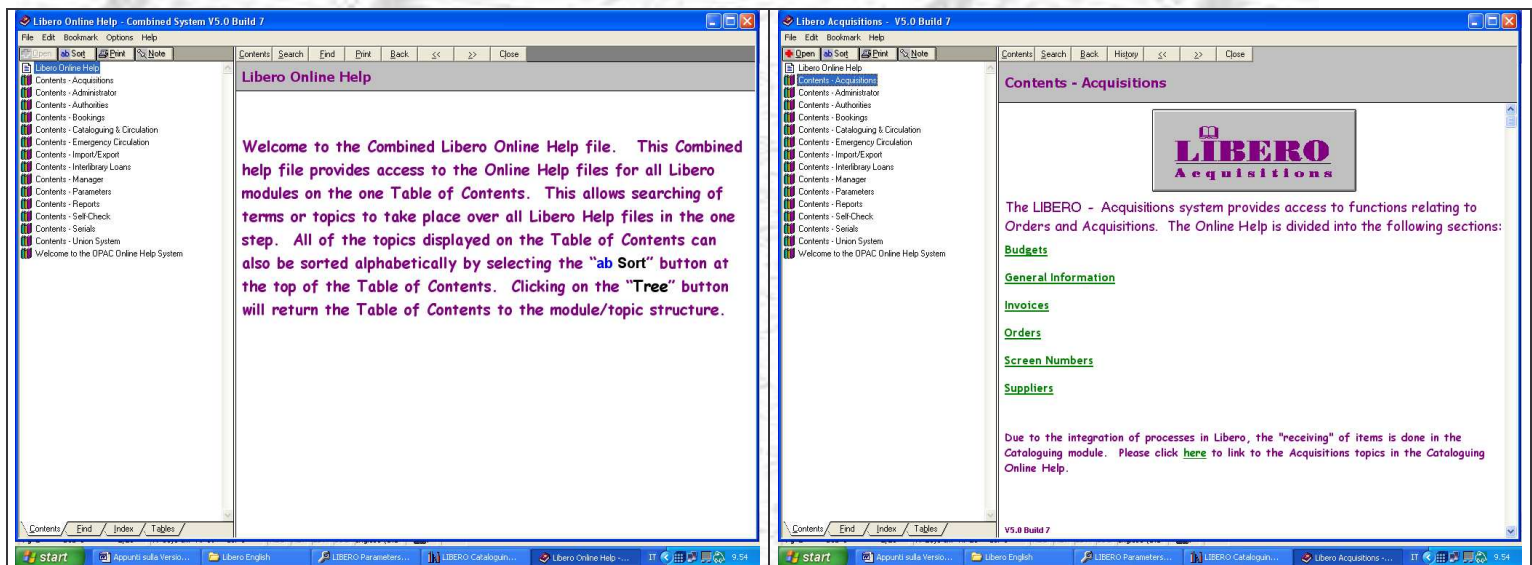 Libero Online Help - Combined System V5.0 Build 7
File Edit Bookmark Options Help
Open ab Sort Print Note
Contents Search Find Print Back << >> Close
Libero Online Help
Contents - Acquisitions
Contents - Administrator
Contents - Authorities
Contents - Bookings
Contents - Cataloguing & Circulation
Contents - Emergency Circulation
Contents - Import/Export
Contents - Interlibrary Loans
Contents - Manager
Contents - Parameters
Contents - Reports
Contents - Self-Check
Contents - Serials
Contents - Union System
Welcome to the OPAC Online Help System
Libero Online Help
Welcome to the Combined Libero Online Help file. This Combined
help file provides access to the Online Help files for all Libero
modules on the one Table of Contents. This allows searching of
terms or topics to take place over all Libero Help files in the one
step. All of the topics displayed on the Table of Contents can
also be sorted alphabetically by selecting the “ab Sort” button at
the top of the Table of Contents. Clicking on the “Tree” button
will return the Table of Contents to the module/topic structure.
Contents Find Index Tables
start Appunti sulla Versio... Libero English LIBERO Parameters... LIBERO Cataloguin... Libero Online Help -... IT 9.54
Libero Acquisitions - V5.0 Build 7
File Edit Bookmark Help
Open ab Sort Print Note
Contents Search Back History << >> Close
Libero Online Help
Contents - Acquisitions
Contents - Administrator
Contents - Authorities
Contents - Bookings
Contents - Cataloguing & Circulation
Contents - Emergency Circulation
Contents - Import/Export
Contents - Interlibrary Loans
Contents - Manager
Contents - Parameters
Contents - Reports
Contents - Self-Check
Contents - Serials
Contents - Union System
Welcome to the OPAC Online Help System
Contents - Acquisitions
LIBERO
Acquisitions
The LIBERO - Acquisitions system provides access to functions relating to
Orders and Acquisitions. The Online Help is divided into the following sections:
Budgets
General Information
Invoices
Orders
Screen Numbers
Suppliers
Due to the integration of processes in Libero, the "receiving" of items is done in the
Cataloguing module. Please click here to link to the Acquisitions topics in the Cataloguing
Online Help.
V5.0 Build 7
Contents Find Index Tables
start Appunti sulla Versio... Libero English LIBERO Parameters... LIBERO Cataloguin... Libero Acquisitions -... IT 9.54